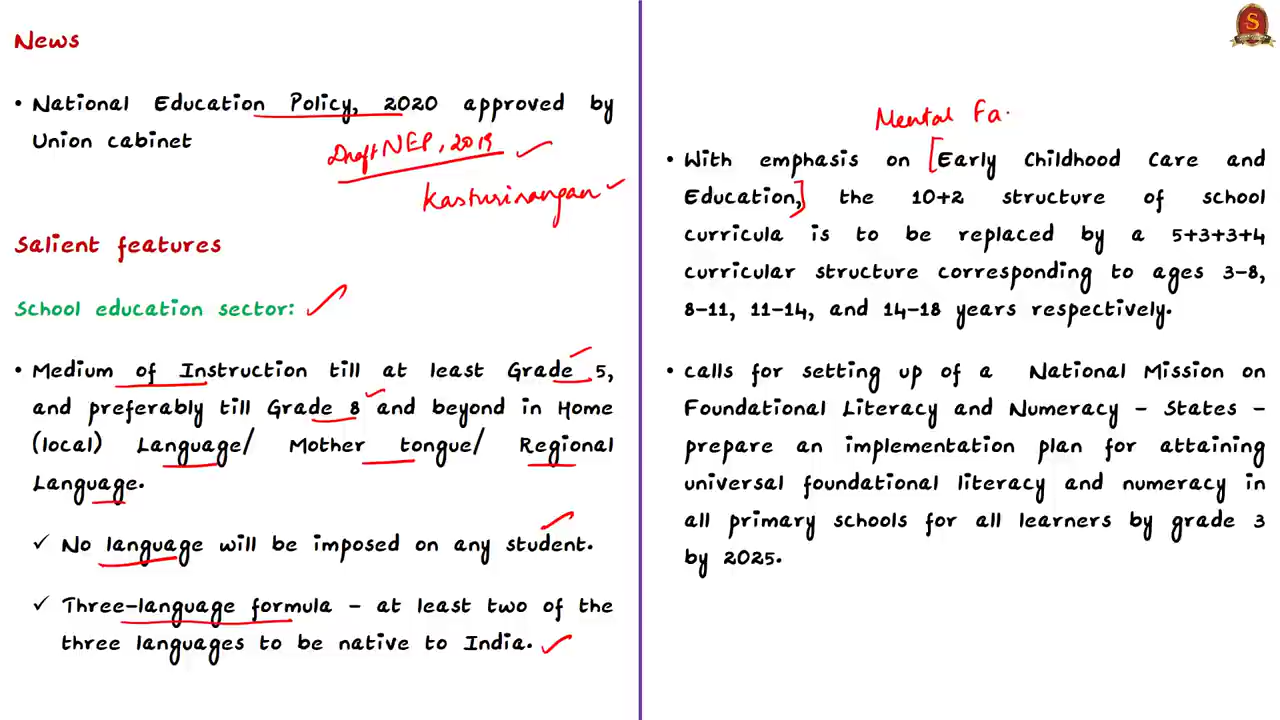 News
• National Education Policy, 2020 approved by
Union cabinet
Draft NEP, 2019
Kasturirangan
Salient features
School education sector:
• Medium of Instruction till at least Grade 5,
and preferably till Grade 8 and beyond in Home
(local) Language/ Mother tongue/ Regional
Language.
✓ No language will be imposed on any student.
✓ Three-language formula - at least two of the
three languages to be native to India.
S
Mental Fa
• With emphasis on [Early Childhood Care and
Education,] the 10+2 structure of school
curricula is to be replaced by a 5+3+3+4
curricular structure corresponding to ages 3-8,
8-11, 11-14, and 14-18 years respectively.
• calls for setting up of a National Mission on
Foundational Literacy and Numeracy - States -
prepare an implementation plan for attaining
universal foundational literacy and numeracy in
all primary schools for all learners by grade 3
by 2025.